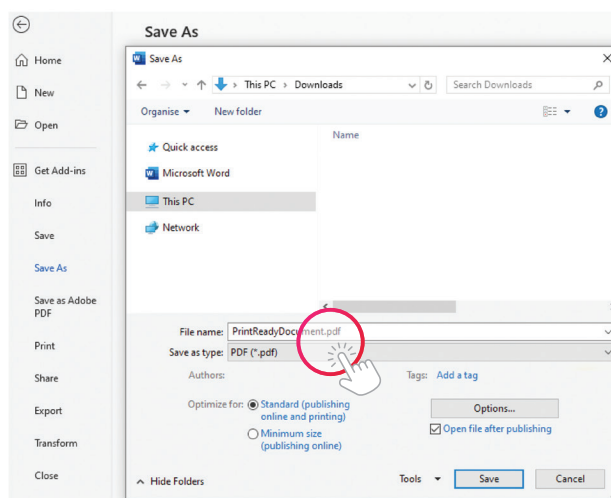 Save As
Home
New
Open
Get Add-ins
Info
Save
Save As
Save as Adobe
PDF
Print
Share
Export
Transform
Close
Save As
This PC > Downloads
Search Downloads
Organise
New folder
Name
Quick access
Microsoft Word
This PC
Network
File name: PrintReadyDocument.pdf
Save as type: PDF (*.pdf)
Authors:
Tags: Add a tag
Optimize for: Standard (publishing
online and printing)
Minimum size
(publishing online)
Options...
Open file after publishing
Hide Folders
Tools
Save
Cancel